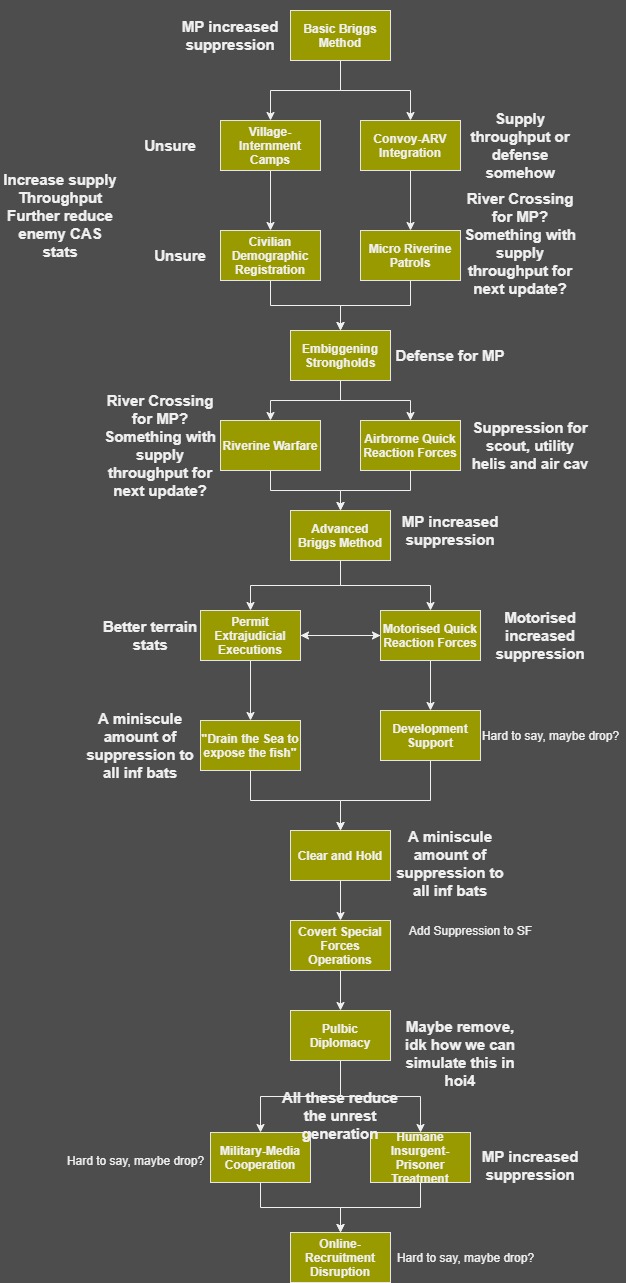 MP increased
suppression
Basic Briggs
Method
Unsure
Village-
Internment
Camps
Convoy-ARV
Integration
Supply
throughput or
defense
somehow
Increase supply
Throughput
Further reduce
enemy CAS
stats
Unsure
Civilian
Demographic
Registration
Micro Riverine
Patrols
River Crossing
for MP?
Something with
supply
throughput for
next update?
Embiggening
Strongholds
Defense for MP
River Crossing
for MP?
Something with
supply
throughput for
next update?
Riverine Warfare
Airbrorne Quick
Reaction Forces
Suppression for
scout, utility
helis and air cav
Advanced
Briggs Method
MP increased
suppression
Better terrain
stats
Permit
Extrajudicial
Executions
Motorised Quick
Reaction Forces
Motorised
increased
suppression
A miniscule
amount of
suppression to
all inf bats
"Drain the Sea to
expose the fish"
Development
Support
Hard to say, maybe drop?
Clear and Hold
A miniscule
amount of
suppression to
all inf bats
Covert Special
Forces
Operations
Add Suppression to SF
Pulbic
Diplomacy
Maybe remove,
idk how we can
simulate this in
hoi4
All these reduce
the unrest
generation
Hard to say, maybe drop?
Military-Media
Cooperation
Humane
Insurgent-
Prisoner
Treatment
MP increased
suppression
Online-
Recruitment
Disruption
Hard to say, maybe drop?